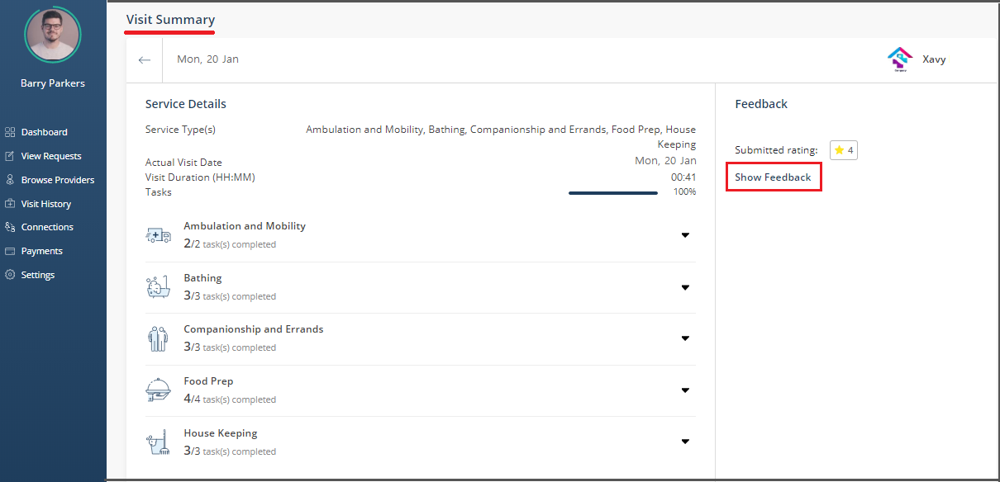 Visit Summary
Barry Parkers
Dashboard
View Requests
Browse Providers
Visit History
Connections
Payments
Settings
Mon, 20 Jan
Xavy
Service Details
Service Type(s)
Ambulation and Mobility, Bathing, Companionship and Errands, Food Prep, House
Keeping
Actual Visit Date
Mon, 20 Jan
Visit Duration (HH:MM)
00:41
Tasks
100%
Ambulation and Mobility
2/2 task(s) completed
Bathing
3/3 task(s) completed
Companionship and Errands
3/3 task(s) completed
Food Prep
4/4 task(s) completed
House Keeping
3/3 task(s) completed
Feedback
Submitted rating:
4
Show Feedback